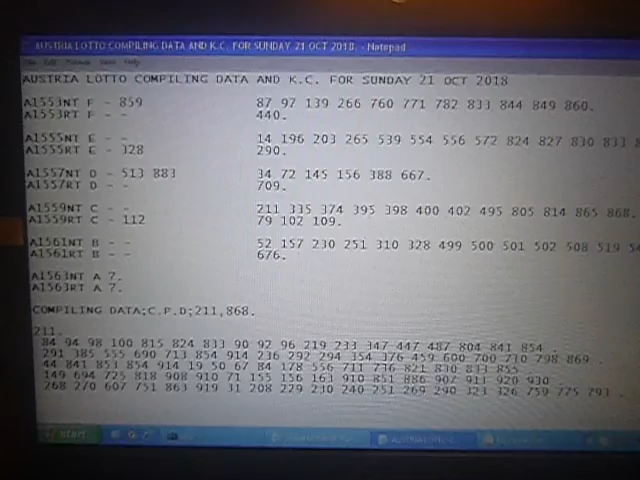 AUSTRIA LOTTO COMPILING DATA AND K.C. FOR SUNDAY 21 OCT 2018. - Notepad
File Edit Format View Help
AUSTRIA LOTTO COMPILING DATA AND K.C. FOR SUNDAY 21 OCT 2018
A1553NT F - 859 87 97 139 266 760 771 782 833 844 849 860.
A1553RT F - - 440.
A1555NT E - - 14 196 203 265 539 554 556 572 824 827 830 833
A1555RT E - 328 290.
A1557NT D - 513 883 34 72 145 156 388 667.
A1557RT D - - 709.
A1559NT C - - 211 335 374 395 398 400 402 495 805 814 865 868.
A1559RT C - 112 79 102 109.
A1561NT B - - 52 157 230 251 310 328 499 500 501 502 508 519
A1561RT B - - 676.
A1563NT A ?.
A1563RT A ?.
COMPILING DATA;C.P.D;211,868.
211.
84 94 98 100 815 824 833 90 92 96 219 233 347 447 487 804 841 854 .
291 385 555 690 713 854 914 236 292 294 354 376 459 600 700 710 798 869 .
44 841 853 854 914 19 50 67 84 178 556 711 736 821 830 833 855 .
149 694 725 818 908 910 71 155 156 163 910 851 886 902 911 920 930 .
268 270 607 751 863 919 31 208 229 230 240 251 269 290 323 326 759 775 793 .
start